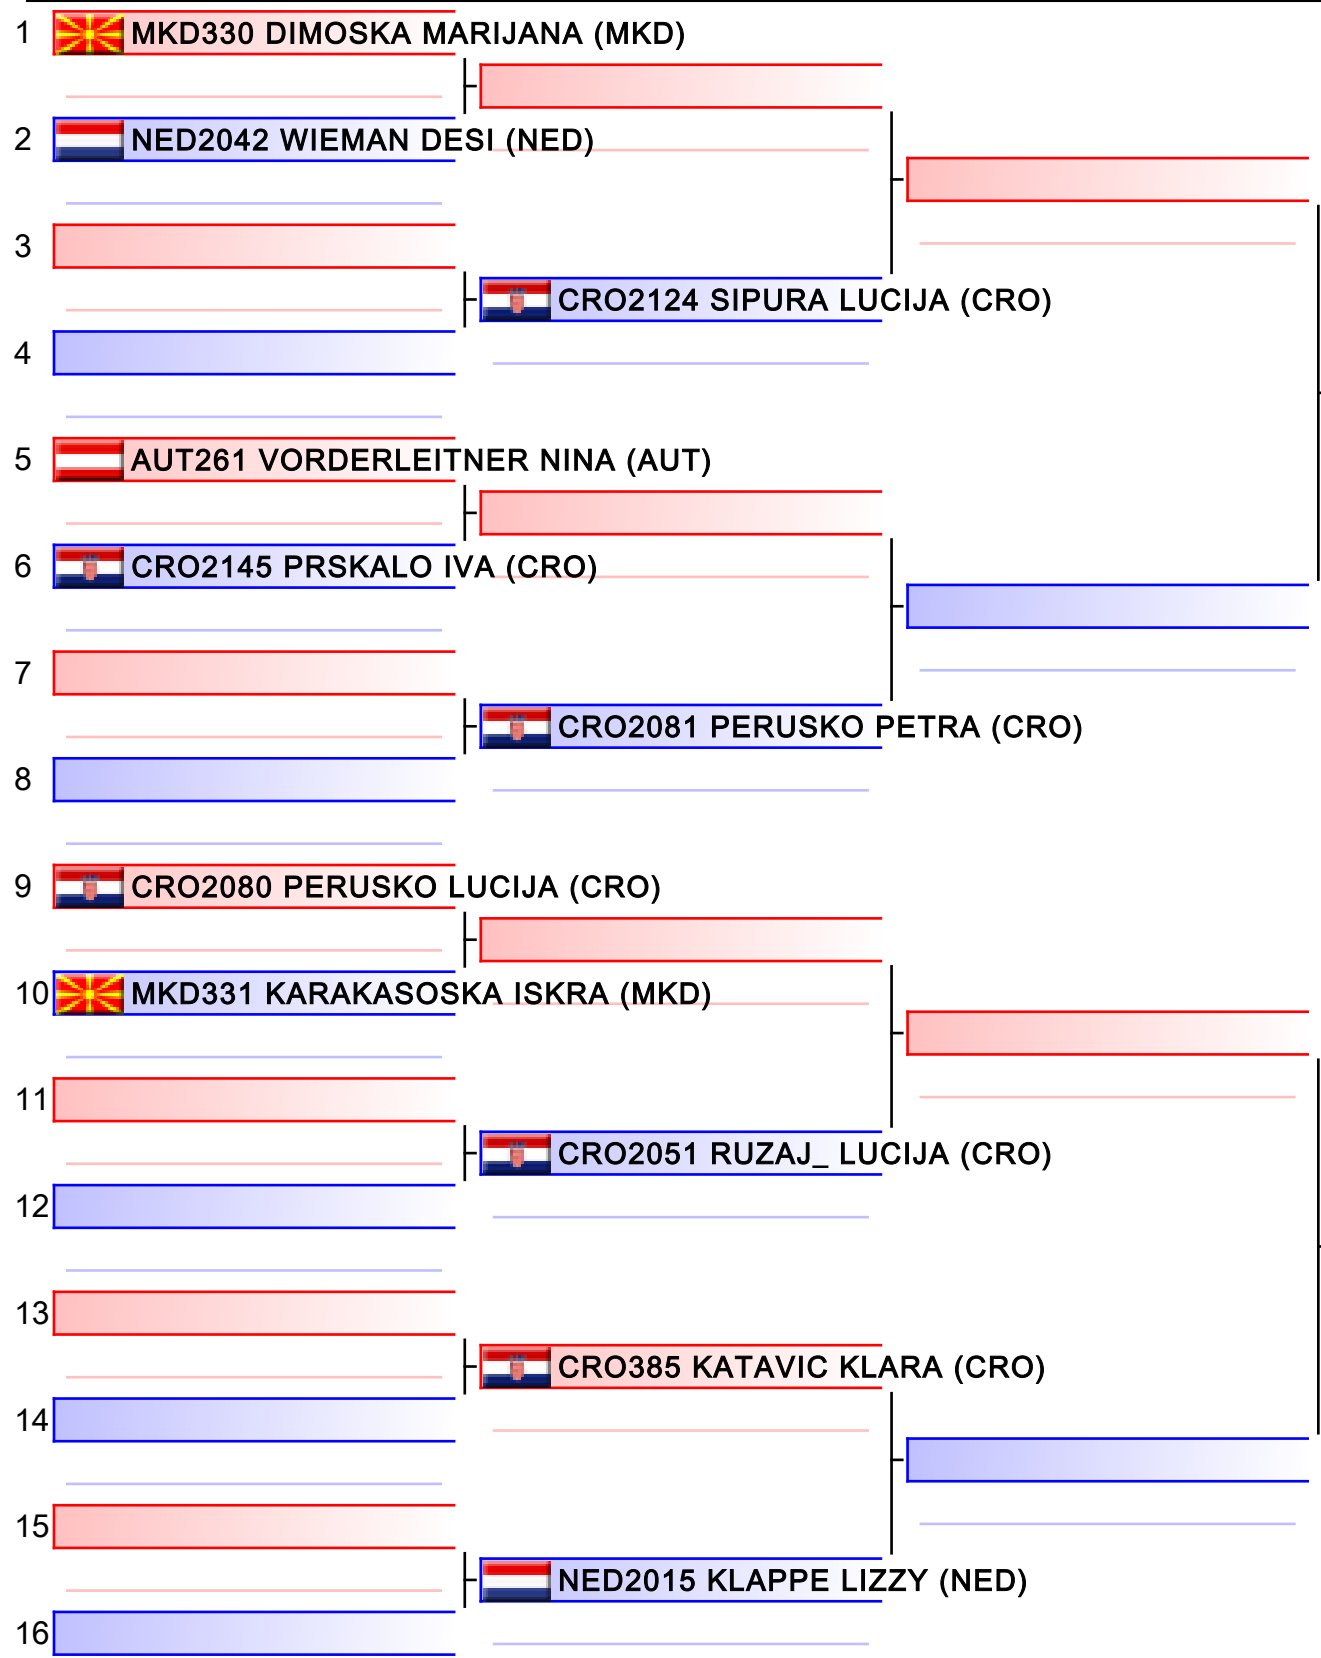 1 MKD330 DIMOSKA MARIJANA (MKD)
2 NED2042 WIEMAN DESI (NED)
3
CRO2124 SIPURA LUCIJA (CRO)
4
5 AUT261 VORDERLEITNER NINA (AUT)
6 CRO2145 PRSKALO IVA (CRO)
7
CRO2081 PERUSKO PETRA (CRO)
8
9 CRO2080 PERUSKO LUCIJA (CRO)
10 MKD331 KARAKASOSKA ISKRA (MKD)
11
CRO2051 RUZAJ_ LUCIJA (CRO)
12
13
CRO385 KATAVIC KLARA (CRO)
14
15
NED2015 KLAPPE LIZZY (NED)
16